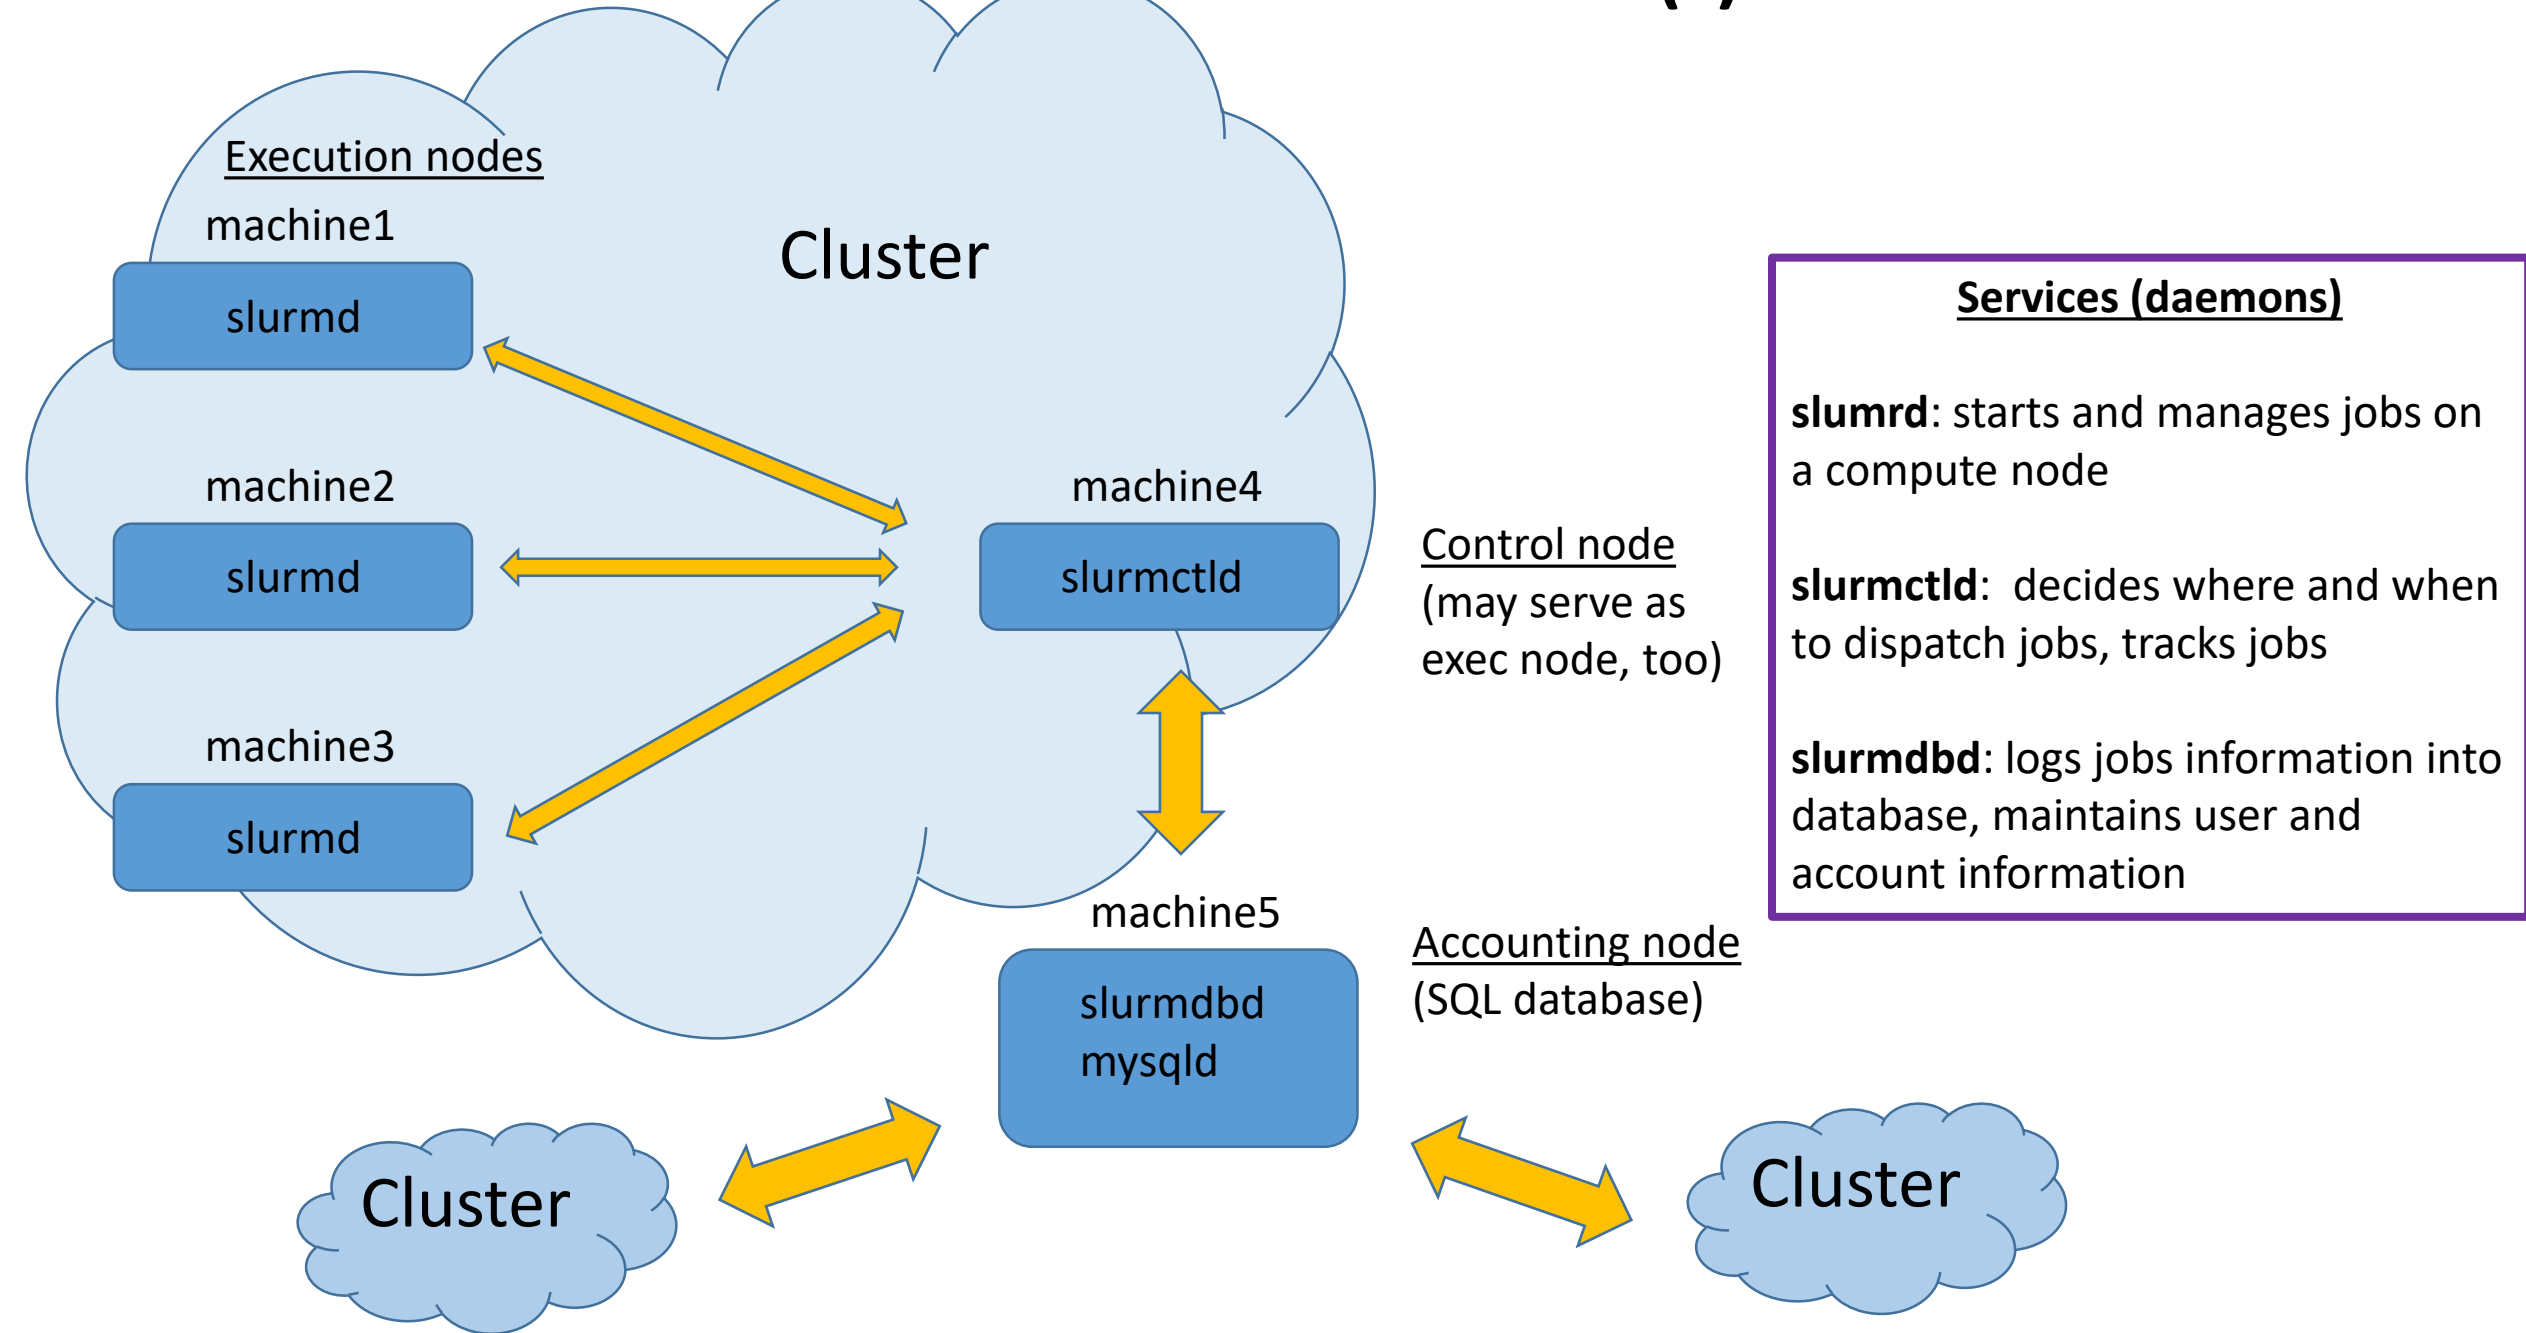 Execution nodes
machine1
slurmd
Cluster
machine2
slurmd
machine3
slurmd
machine4
slurmctld
Control node
(may serve as
exec node, too)
machine5
slurmdbd
mysqld
Accounting node
(SQL database)
Services (daemons)
slumrd: starts and manages jobs on
a compute node
slurmctld: decides where and when
to dispatch jobs, tracks jobs
slurmdbd: logs jobs information into
database, maintains user and
account information
Cluster
Cluster